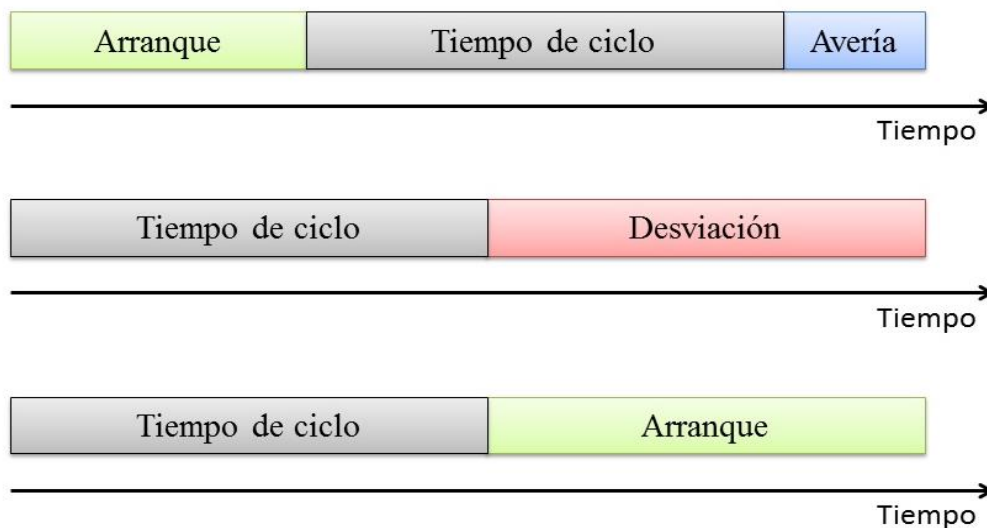 Arranque Tiempo de ciclo Avería
Tiempo
Tiempo de ciclo Desviación
Tiempo
Tiempo de ciclo Arranque
Tiempo